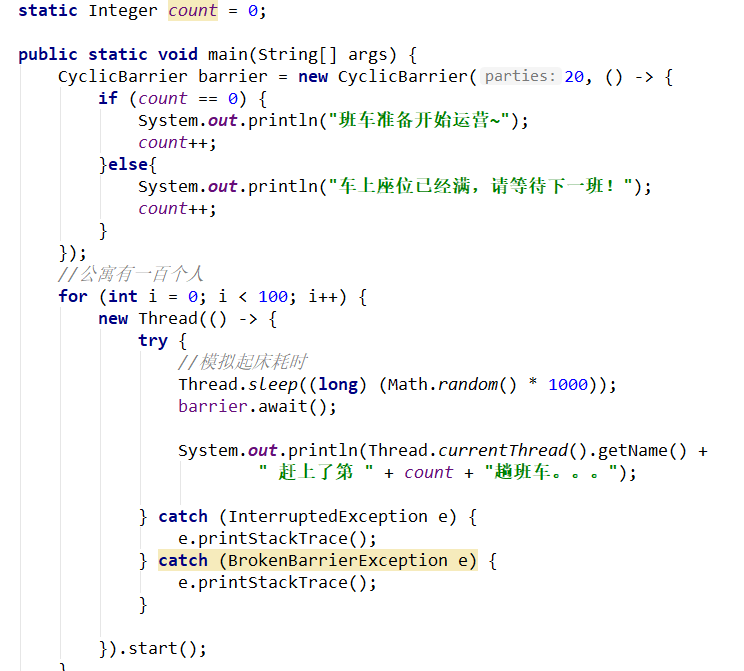 static Integer count = 0;
public static void main(String[] args) {
CyclicBarrier barrier = new CyclicBarrier( parties: 20, () -> {
if (count == 0) {
System.out.println("班车准备开始运营~");
count++;
}else{
System.out.println("车上座位已经满，请等待下一班！");
count++;
}
});
//公寓有一百个人
for (int i = 0; i < 100; i++) {
new Thread(() -> {
try {
//模拟起床耗时
Thread.sleep((long) (Math.random() * 1000));
barrier.await();
System.out.println(Thread.currentThread().getName() +
" 赶上了第 " + count + "趟班车。。。");
} catch (InterruptedException e) {
e.printStackTrace();
} catch (BrokenBarrierException e) {
e.printStackTrace();
}
}).start();
}